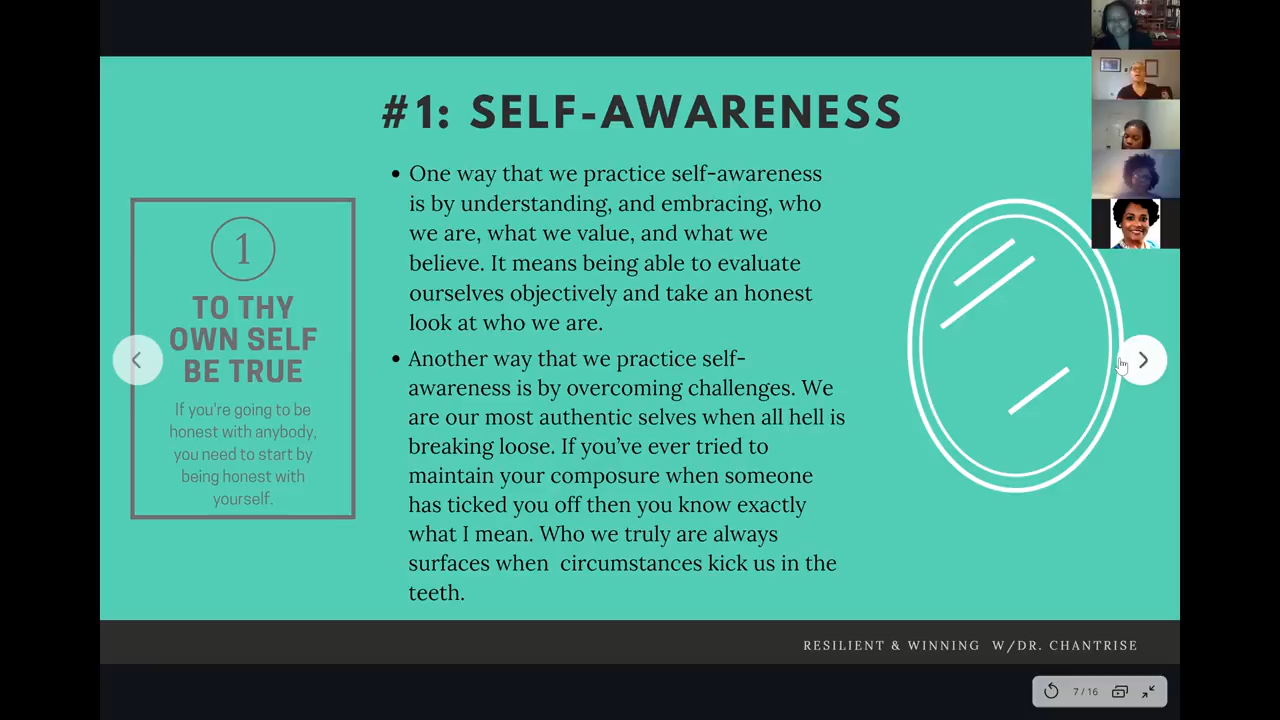 #1: SELF-AWARENESS
1
TO THY
OWN SELF
BE TRUE
If you're going to be
honest with anybody,
you need to start by
being honest with
yourself.
• One way that we practice self-awareness
is by understanding, and embracing, who
we are, what we value, and what we
believe. It means being able to evaluate
ourselves objectively and take an honest
look at who we are.
• Another way that we practice self-
awareness is by overcoming challenges. We
are our most authentic selves when all hell is
breaking loose. If you’ve ever tried to
maintain your composure when someone
has ticked you off then you know exactly
what I mean. Who we truly are always
surfaces when  circumstances kick us in the
teeth.
RESILIENT & WINNING  W/DR. CHANTRISE
7 / 16